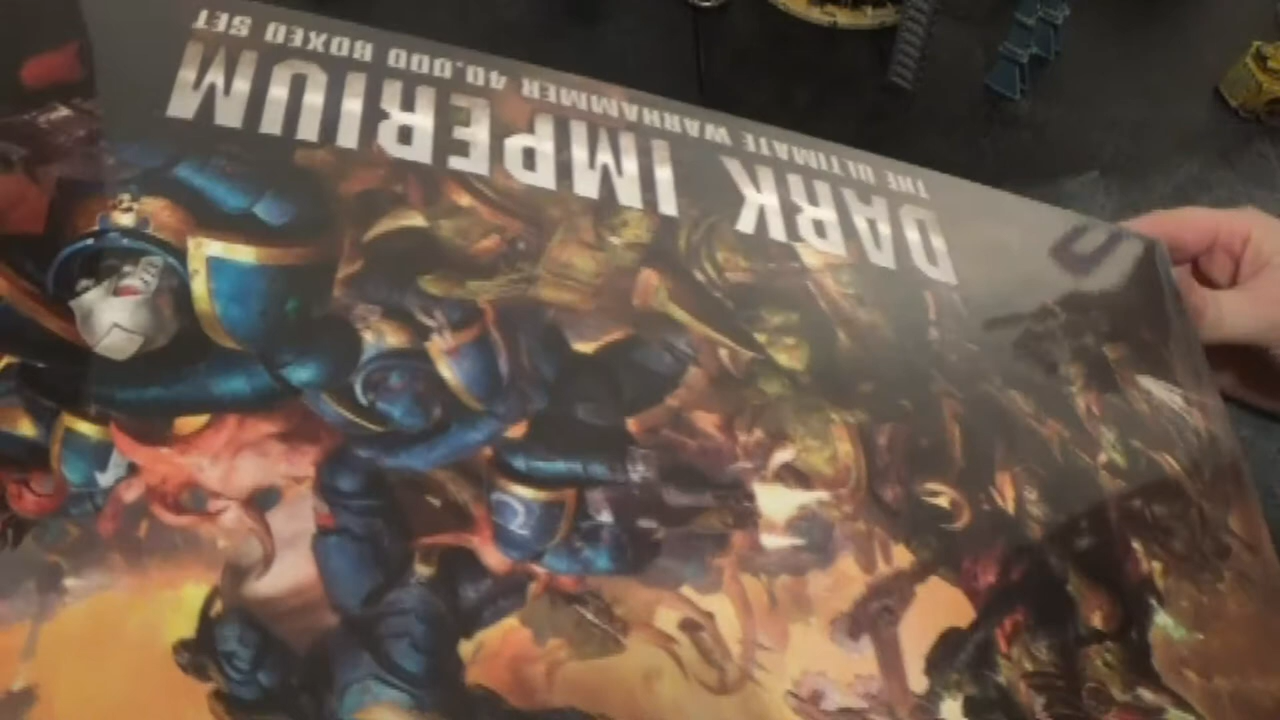 DARK IMPERIUM
THE ULTIMATE WARHAMMER 40,000 BOXED SET